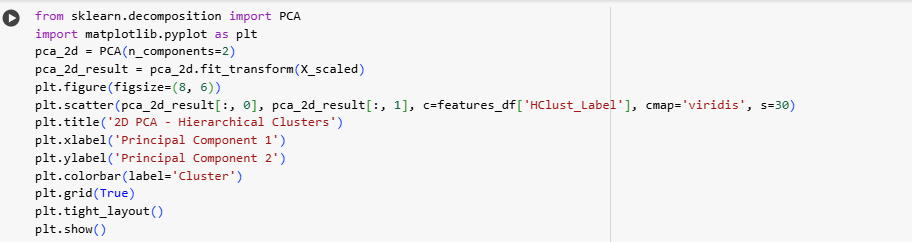 from sklearn.decomposition import PCA
import matplotlib.pyplot as plt
pca_2d = PCA(n_components=2)
pca_2d_result = pca_2d.fit_transform(X_scaled)
plt.figure(figsize=(8, 6))
plt.scatter(pca_2d_result[:, 0], pca_2d_result[:, 1], c=features_df['HClust_Label'], cmap='viridis', s=30)
plt.title('2D PCA - Hierarchical Clusters')
plt.xlabel('Principal Component 1')
plt.ylabel('Principal Component 2')
plt.colorbar(label='Cluster')
plt.grid(True)
plt.tight_layout()
plt.show()